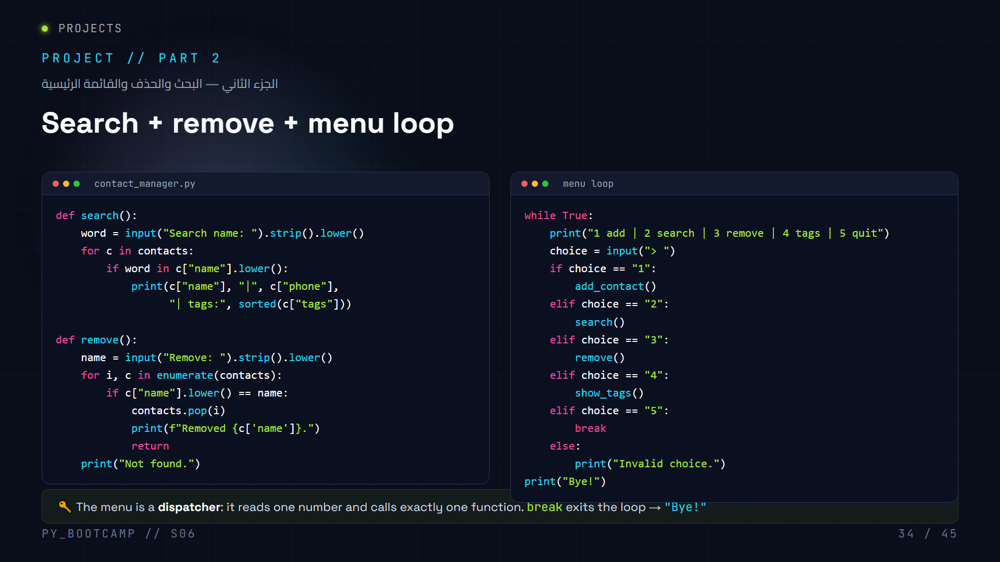 PROJECTS
PROJECT // PART 2
الجزء الثاني — البحث والحذف والقائمة الرئيسية
Search + remove + menu loop
contact_manager.py
def search():
    word = input("Search name: ").strip().lower()
    for c in contacts:
        if word in c["name"].lower():
            print(c["name"], "|", c["phone"],
                  "| tags:", sorted(c["tags"]))
def remove():
    name = input("Remove: ").strip().lower()
    for i, c in enumerate(contacts):
        if c["name"].lower() == name:
            contacts.pop(i)
            print(f"Removed {c['name']}.")
            return
    print("Not found.")
menu loop
while True:
    print("1 add | 2 search | 3 remove | 4 tags | 5 quit")
    choice = input("> ")
    if choice == "1":
        add_contact()
    elif choice == "2":
        search()
    elif choice == "3":
        remove()
    elif choice == "4":
        show_tags()
    elif choice == "5":
        break
    else:
        print("Invalid choice.")
print("Bye!")
🔑 The menu is a dispatcher: it reads one number and calls exactly one function. break exits the loop → "Bye!"
PY_BOOTCAMP // S06
34 / 45